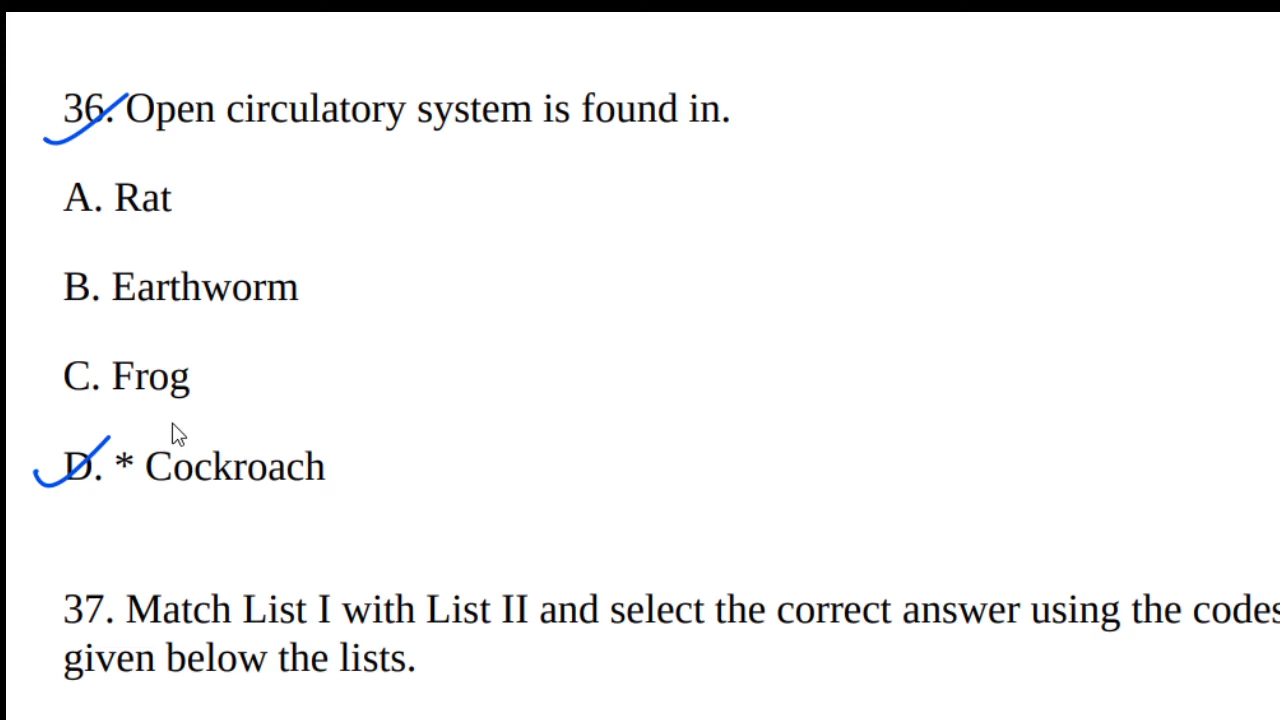 36. Open circulatory system is found in.
A. Rat
B. Earthworm
C. Frog
D. * Cockroach
37. Match List I with List II and select the correct answer using the codes
given below the lists.